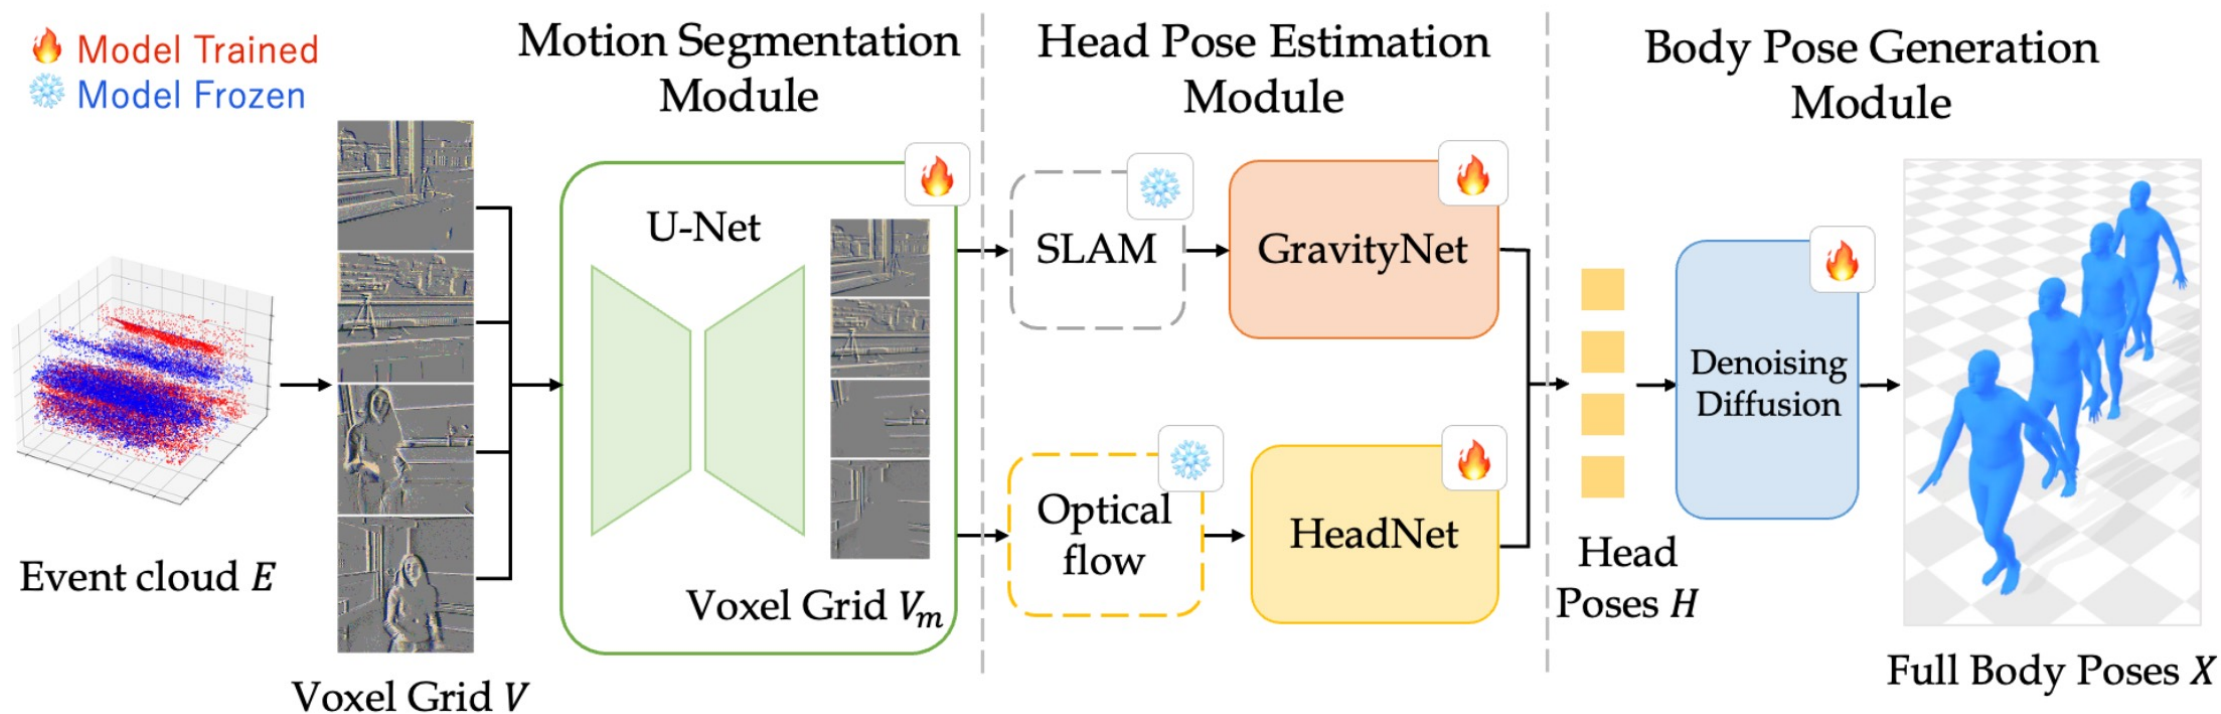 Model Trained
Model Frozen
Motion Segmentation
Module
Head Pose Estimation
Module
Body Pose Generation
Module
U-Net
SLAM
GravityNet
Denoising
Diffusion
Optical
flow
HeadNet
Event cloud E
Voxel Grid V
Voxel Grid Vₘ
Head
Poses H
Full Body Poses X